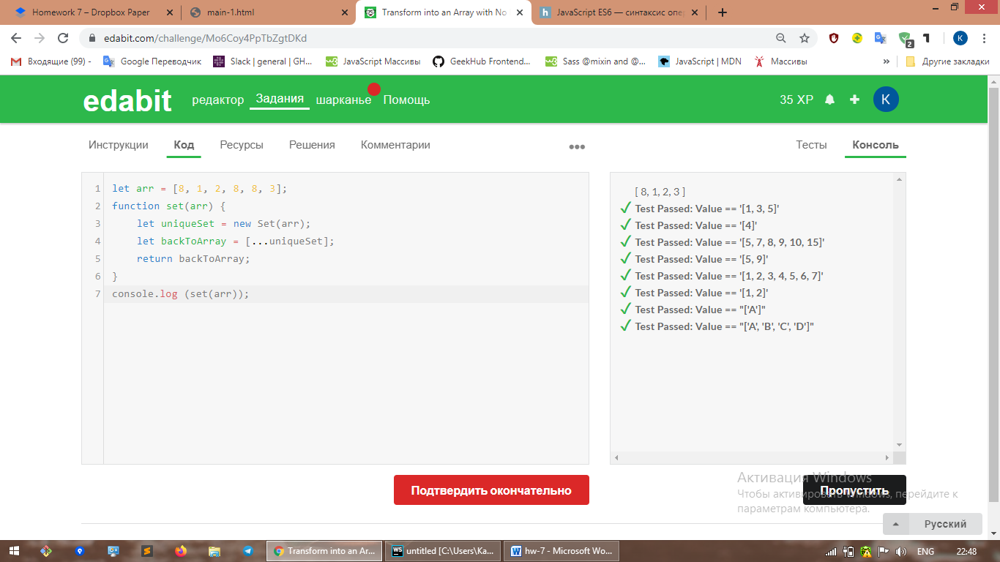 Homework 7 – Dropbox Paper
main-1.html
Transform into an Array with No
JavaScript ES6 — синтаксис опе
edabit.com/challenge/Mo6Coy4PpTbZgtDKd
K
2
Входящие (99) -
Google Переводчик
Slack | general | GH...
JavaScript Массивы
GeekHub Frontend...
Sass @mixin and @...
JavaScript | MDN
Массивы
»
Другие закладки
edabit
редактор
Задания
шарканье
Помощь
35 XP
K
Инструкции
Код
Ресурсы
Решения
Комментарии
Тесты
Консоль
1 let arr = [8, 1, 2, 8, 8, 3];
2 function set(arr) {
3 let uniqueSet = new Set(arr);
4 let backToArray = [...uniqueSet];
5 return backToArray;
6 }
7 console.log (set(arr));
[ 8, 1, 2, 3 ]
Test Passed: Value == '[1, 3, 5]'
Test Passed: Value == '[4]'
Test Passed: Value == '[5, 7, 8, 9, 10, 15]'
Test Passed: Value == '[5, 9]'
Test Passed: Value == '[1, 2, 3, 4, 5, 6, 7]'
Test Passed: Value == '[1, 2]'
Test Passed: Value == "['A']"
Test Passed: Value == "['A', 'B', 'C', 'D']"
Подтвердить окончательно
Пропустить
Активация Windows
Чтобы активировать Windows, перейдите к
параметрам компьютера.
Русский
Transform into an Ar...
WS
untitled [C:\Users\Ka...
hw-7 - Microsoft Wo...
ENG
22:48